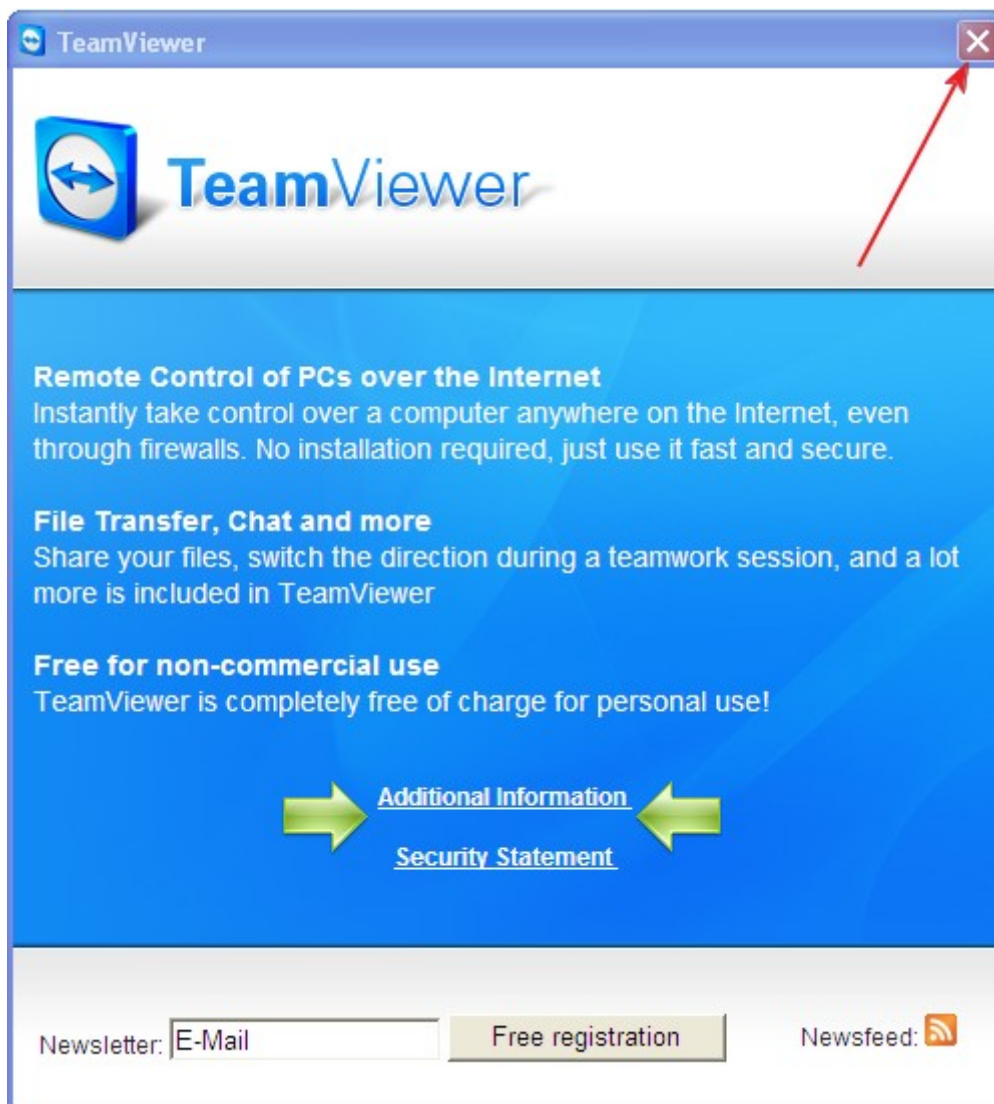 TeamViewer
TeamViewer
Remote Control of PCs over the Internet
Instantly take control over a computer anywhere on the Internet, even
through firewalls. No installation required, just use it fast and secure.
File Transfer, Chat and more
Share your files, switch the direction during a teamwork session, and a lot
more is included in TeamViewer
Free for non-commercial use
TeamViewer is completely free of charge for personal use!
Additional Information
Security Statement
Newsletter: E-Mail Free registration Newsfeed: